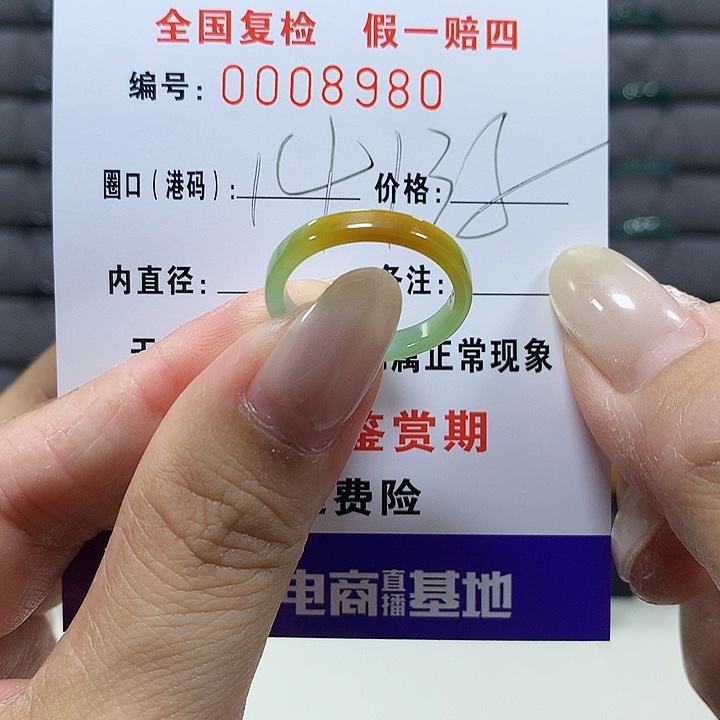 全国复检 假一赔四
编号：0008980
圈口（港码）：14 价格：
内直径： 备注：
属正常现象
鉴赏期
费险
电商直播基地